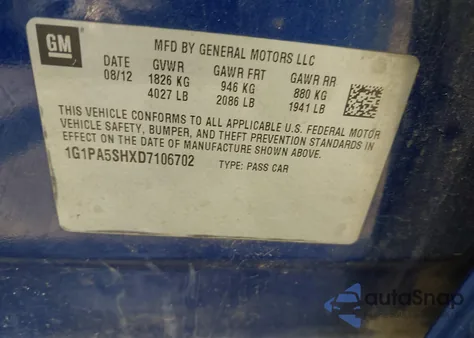 GM
MFD BY GENERAL MOTORS LLC
DATE GVWR GAWR FRT GAWR RR
08/12 1826 KG 946 KG 880 KG
4027 LB 2086 LB 1941 LB
THIS VEHICLE CONFORMS TO ALL APPLICABLE U.S. FEDERAL MOTOR
VEHICLE SAFETY, BUMPER, AND THEFT PREVENTION STANDARDS IN
EFFECT ON THE DATE OF MANUFACTURE SHOWN ABOVE.
1G1PA5SHXD7106702 TYPE: PASS CAR
autoSnap